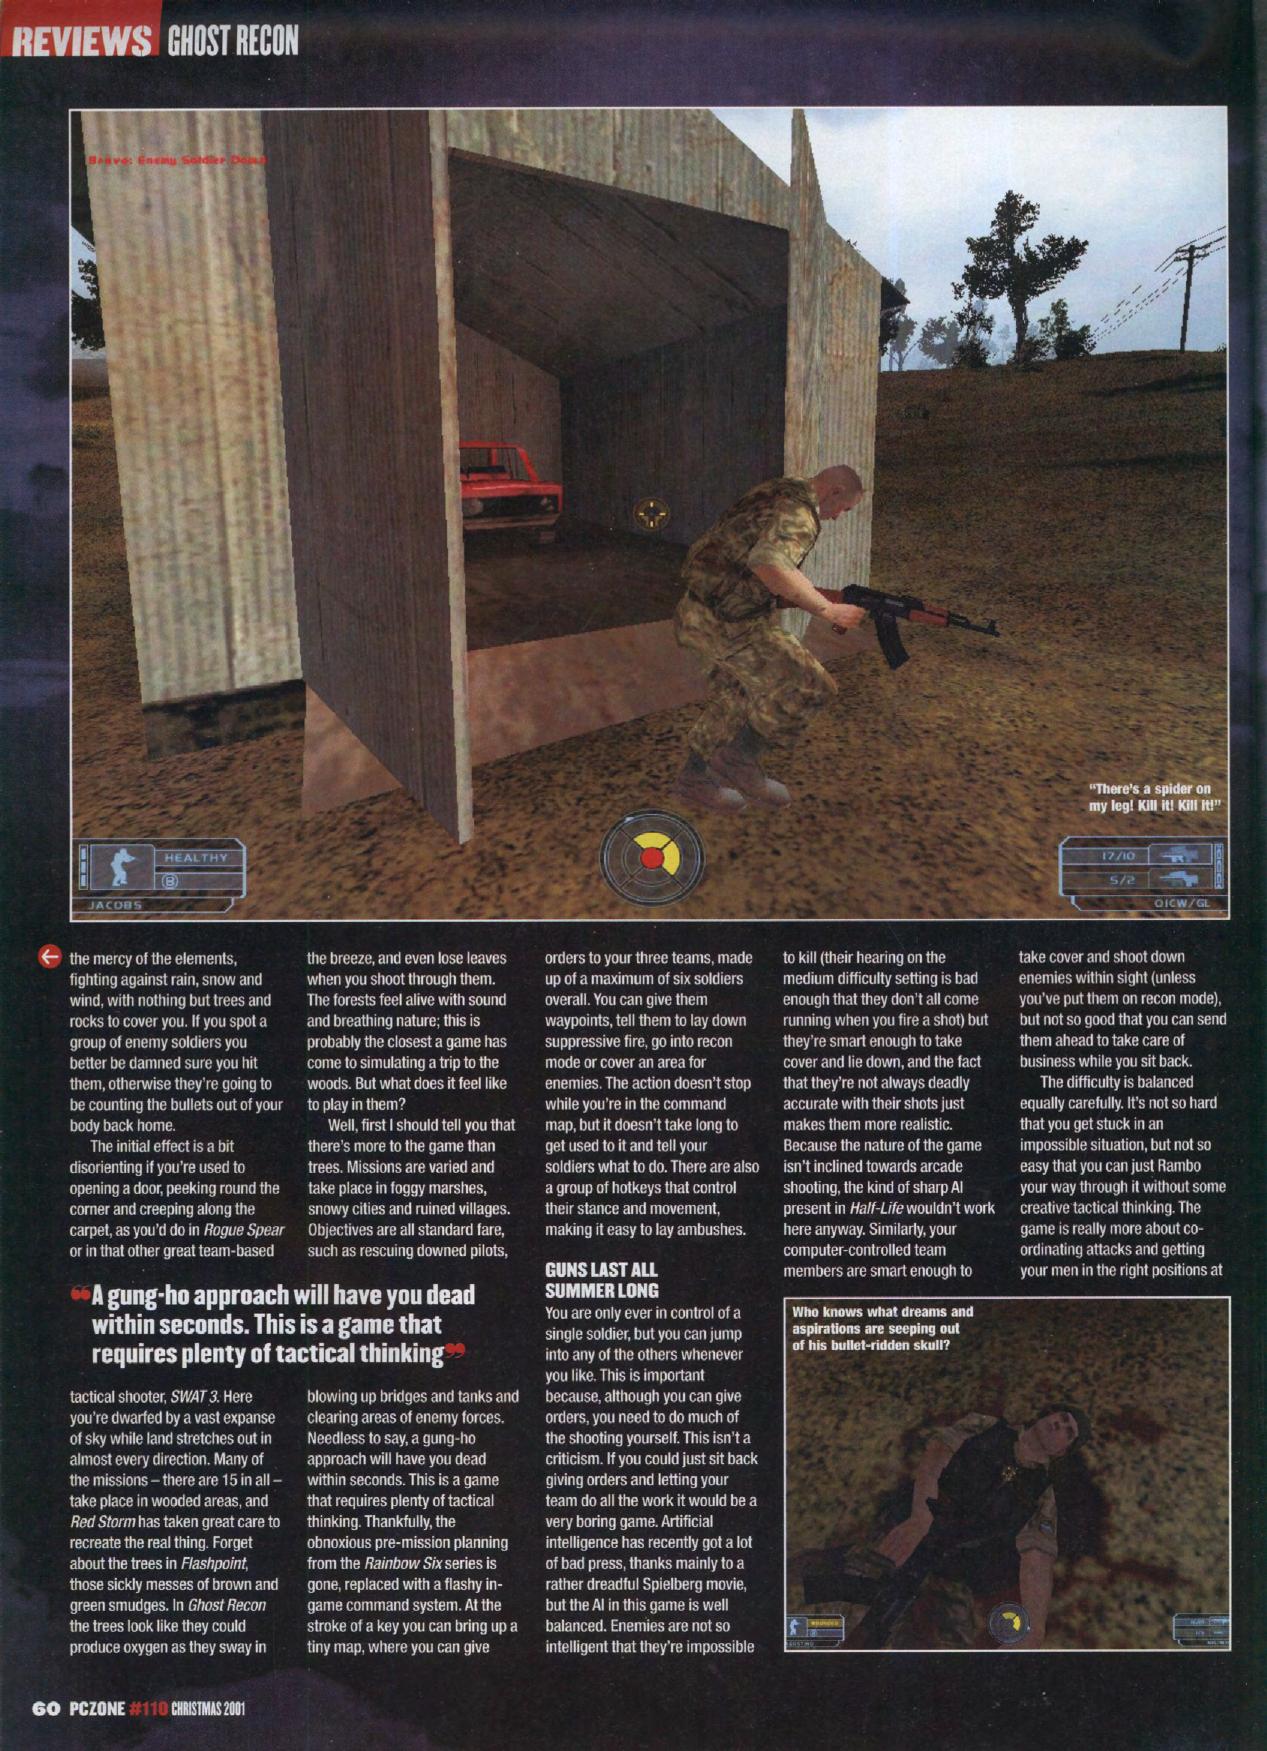 REVIEWS GHOST RECON
Bravo: Enemy Soldier Down
"There's a spider on
my leg! Kill it! Kill It!"
HEALTHY
B
JACOBS
17/10
5/2
OICW/GL
the mercy of the elements,
fighting against rain, snow and
wind, with nothing but trees and
rocks to cover you. If you spot a
group of enemy soldiers you
better be damned sure you hit
them, otherwise they're going to
be counting the bullets out of your
body back home.
The initial effect is a bit
disorienting if you're used to
opening a door, peeking round the
corner and creeping along the
carpet, as you'd do in Rogue Spear
or in that other great team-based
"A gung-ho approach will have you dead
within seconds. This is a game that
requires plenty of tactical thinking"
tactical shooter, SWAT 3. Here
you're dwarfed by a vast expanse
of sky while land stretches out in
almost every direction. Many of
the missions – there are 15 in all –
take place in wooded areas, and
Red Storm has taken great care to
recreate the real thing. Forget
about the trees in Flashpoint,
those sickly messes of brown and
green smudges. In Ghost Recon
the trees look like they could
produce oxygen as they sway in
the breeze, and even lose leaves
when you shoot through them.
The forests feel alive with sound
and breathing nature; this is
probably the closest a game has
come to simulating a trip to the
woods. But what does it feel like
to play in them?
Well, first I should tell you that
there's more to the game than
trees. Missions are varied and
take place in foggy marshes,
snowy cities and ruined villages.
Objectives are all standard fare,
such as rescuing downed pilots,
blowing up bridges and tanks and
clearing areas of enemy forces.
Needless to say, a gung-ho
approach will have you dead
within seconds. This is a game
that requires plenty of tactical
thinking. Thankfully, the
obnoxious pre-mission planning
from the Rainbow Six series is
gone, replaced with a flashy in-
game command system. At the
stroke of a key you can bring up a
tiny map, where you can give
orders to your three teams, made
up of a maximum of six soldiers
overall. You can give them
waypoints, tell them to lay down
suppressive fire, go into recon
mode or cover an area for
enemies. The action doesn't stop
while you're in the command
map, but it doesn't take long to
get used to it and tell your
soldiers what to do. There are also
a group of hotkeys that control
their stance and movement,
making it easy to lay ambushes.
GUNS LAST ALL
SUMMER LONG
You are only ever in control of a
single soldier, but you can jump
into any of the others whenever
you like. This is important
because, although you can give
orders, you need to do much of
the shooting yourself. This isn't a
criticism. If you could just sit back
giving orders and letting your
team do all the work it would be a
very boring game. Artificial
intelligence has recently got a lot
of bad press, thanks mainly to a
rather dreadful Spielberg movie,
but the AI in this game is well
balanced. Enemies are not so
intelligent that they're impossible
to kill (their hearing on the
medium difficulty setting is bad
enough that they don't all come
running when you fire a shot) but
they're smart enough to take
cover and lie down, and the fact
that they're not always deadly
accurate with their shots just
makes them more realistic.
Because the nature of the game
isn't inclined towards arcade
shooting, the kind of sharp AI
present in Half-Life wouldn't work
here anyway. Similarly, your
computer-controlled team
members are smart enough to
take cover and shoot down
enemies within sight (unless
you've put them on recon mode),
but not so good that you can send
them ahead to take care of
business while you sit back.
The difficulty is balanced
equally carefully. It's not so hard
that you get stuck in an
impossible situation, but not so
easy that you can just Rambo
your way through it without some
creative tactical thinking. The
game is really more about co-
ordinating attacks and getting
your men in the right positions at
Who knows what dreams and
aspirations are seeping out
of his bullet-ridden skull?
60 PCZONE #110 CHRISTMAS 2001